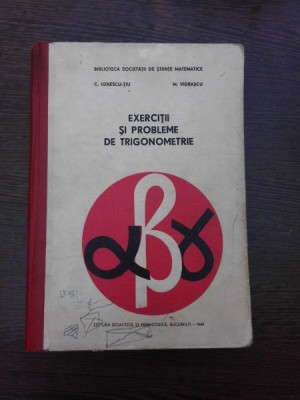 BIBLIOTECA SOCIETĂȚII DE ȘTIINȚE MATEMATICE
C. IONESCU-ȚIU M. VIDRAȘCU
EXERCIȚII
ȘI PROBLEME
DE TRIGONOMETRIE
α β γ
EDITURA DIDACTICĂ ȘI PEDAGOGICĂ, BUCUREȘTI - 1969